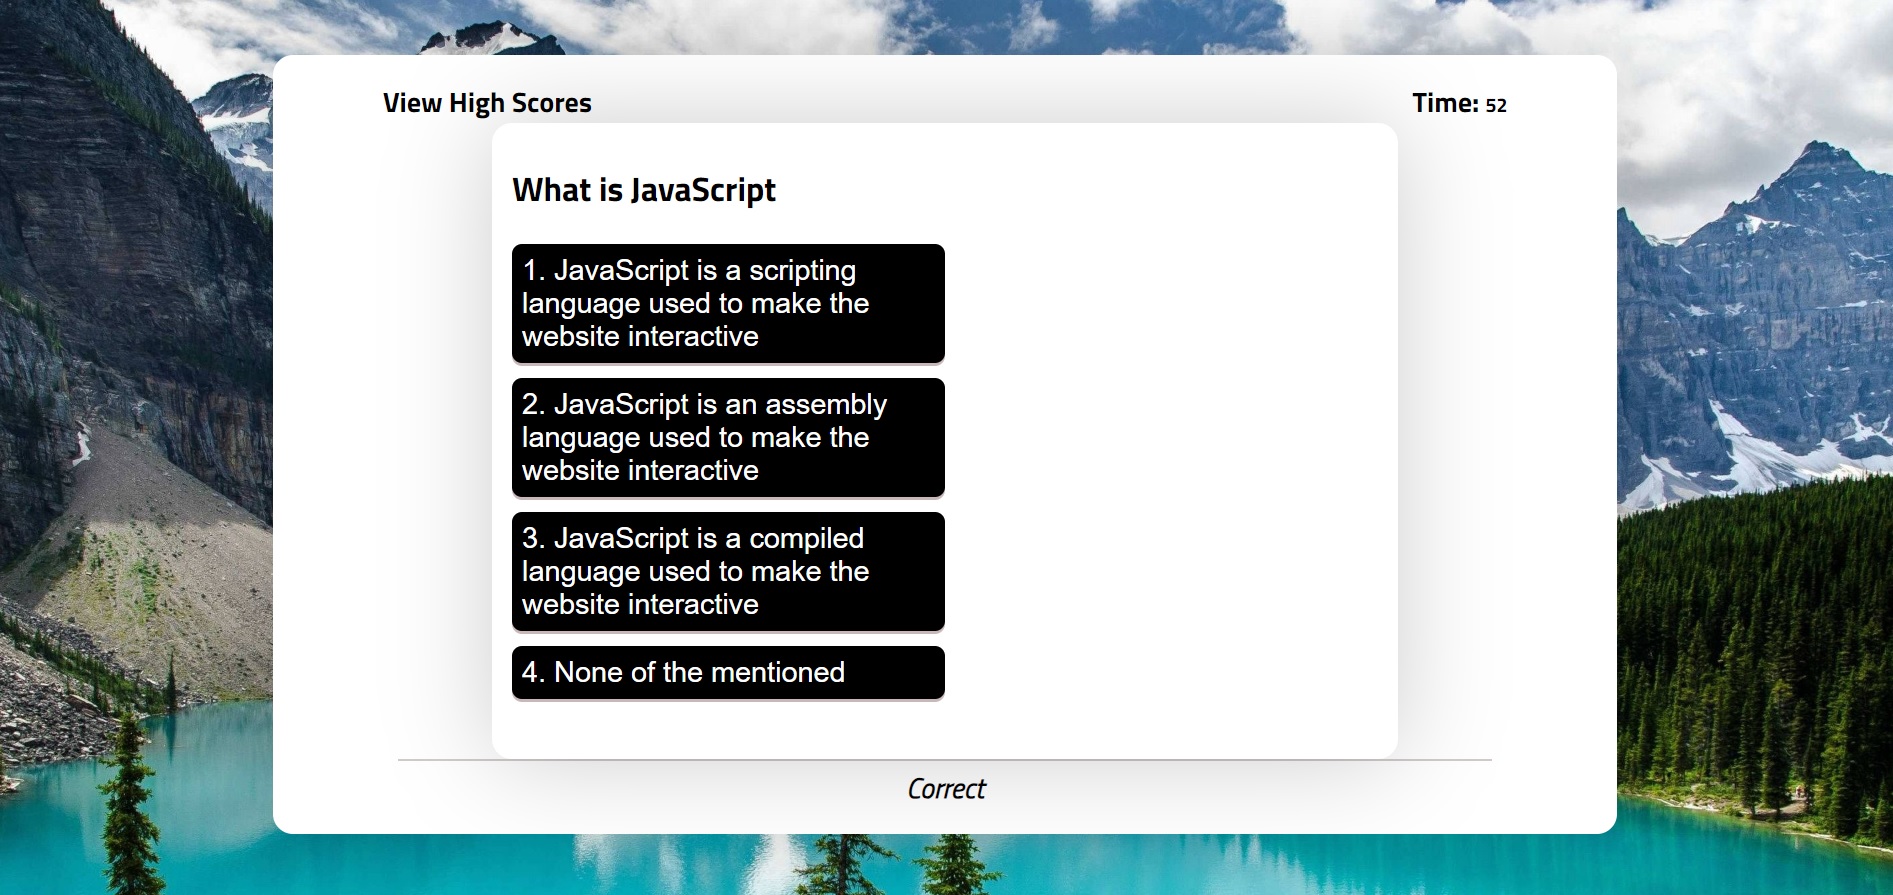 View High Scores
Time: 52
What is JavaScript
1. JavaScript is a scripting
language used to make the
website interactive
2. JavaScript is an assembly
language used to make the
website interactive
3. JavaScript is a compiled
language used to make the
website interactive
4. None of the mentioned
Correct